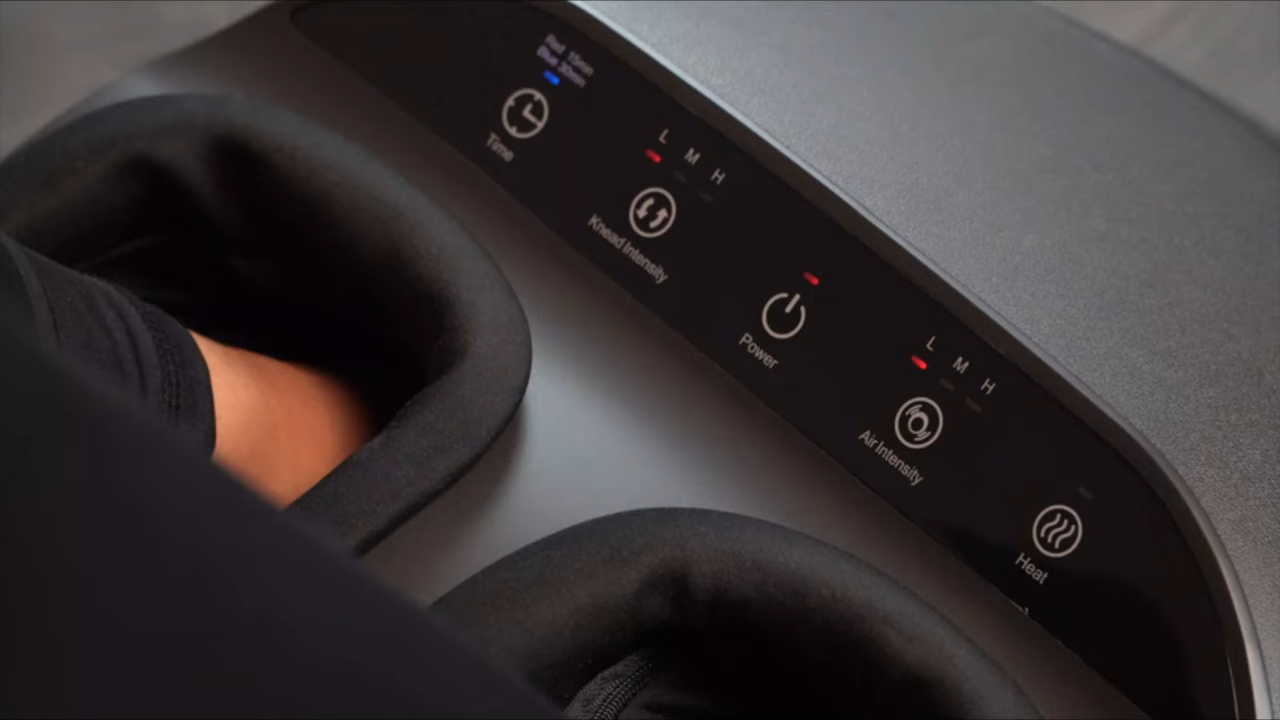 Red 15min
Blue 30min
Time
L M H
Knead Intensity
Power
L M H
Air Intensity
Heat